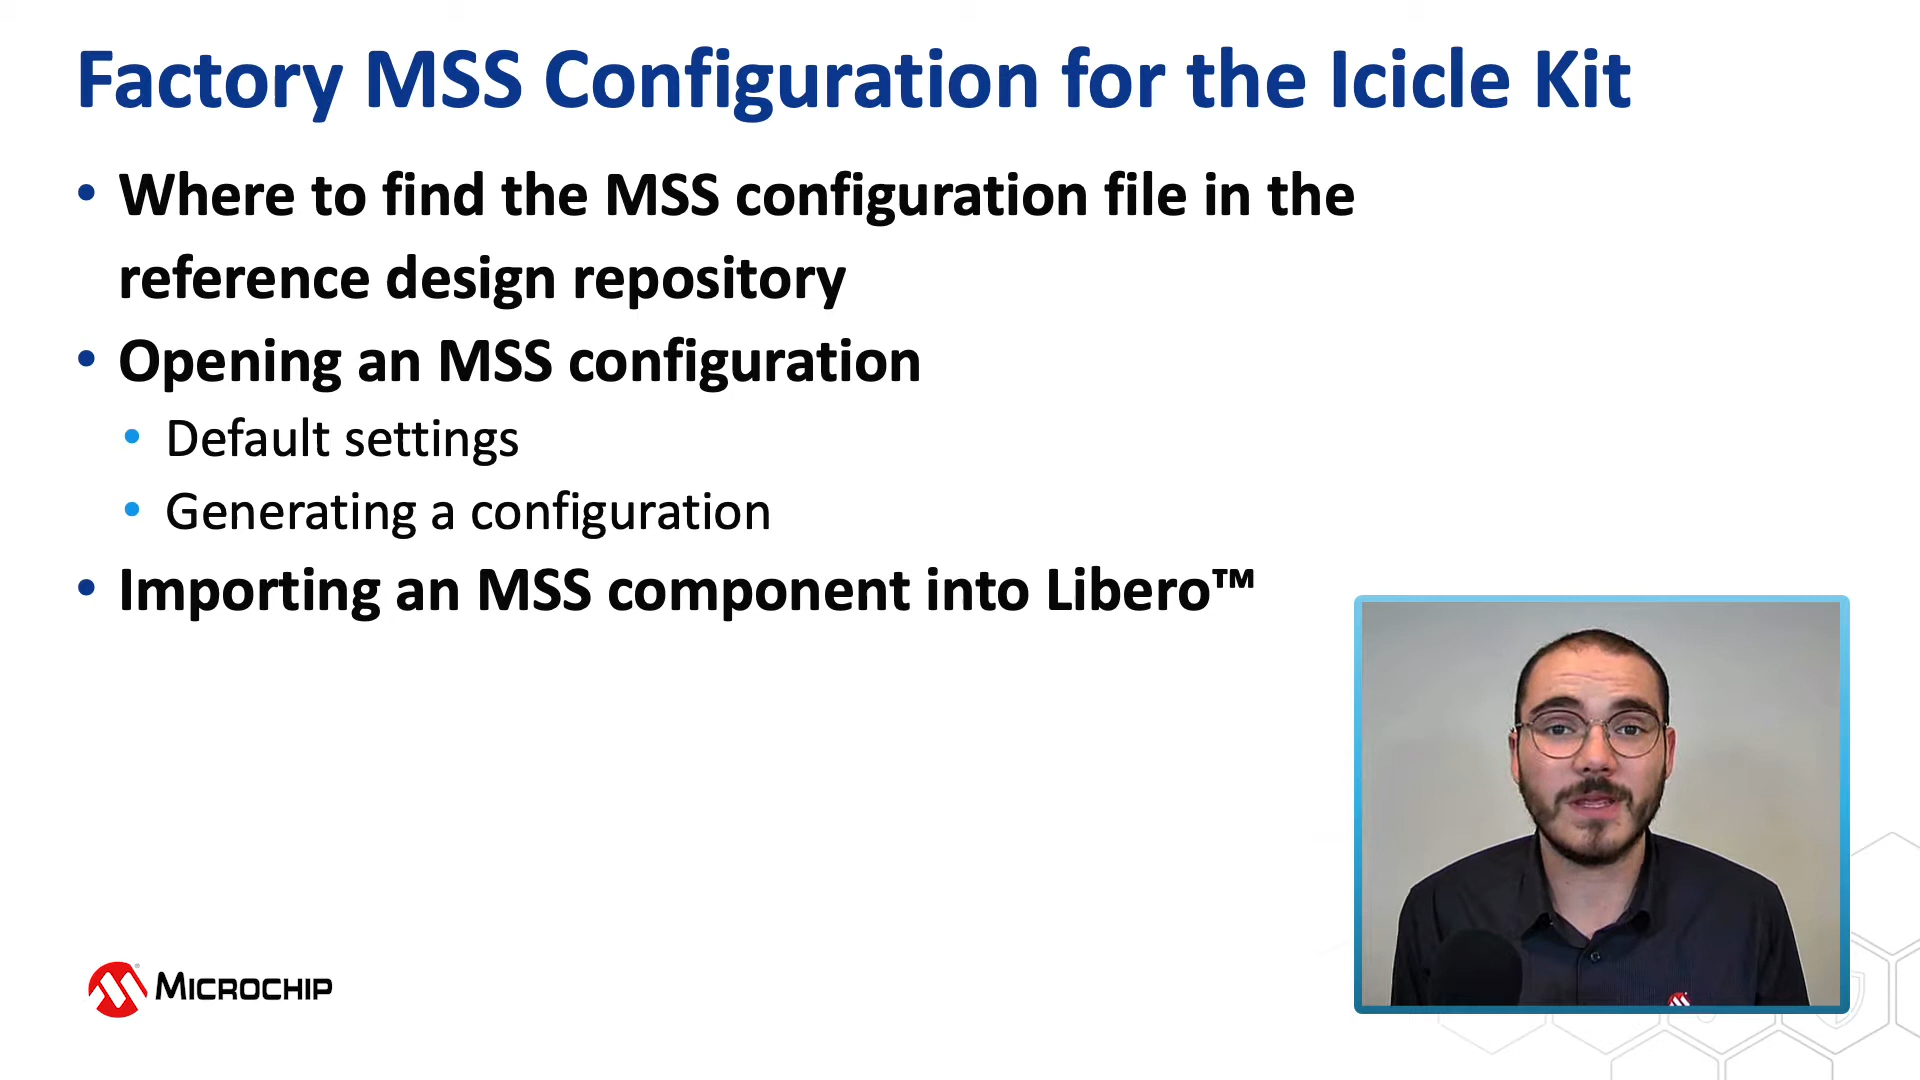 Factory MSS Configuration for the Icicle Kit
• Where to find the MSS configuration file in the
reference design repository
• Opening an MSS configuration
• Default settings
• Generating a configuration
• Importing an MSS component into Libero™
MICROCHIP